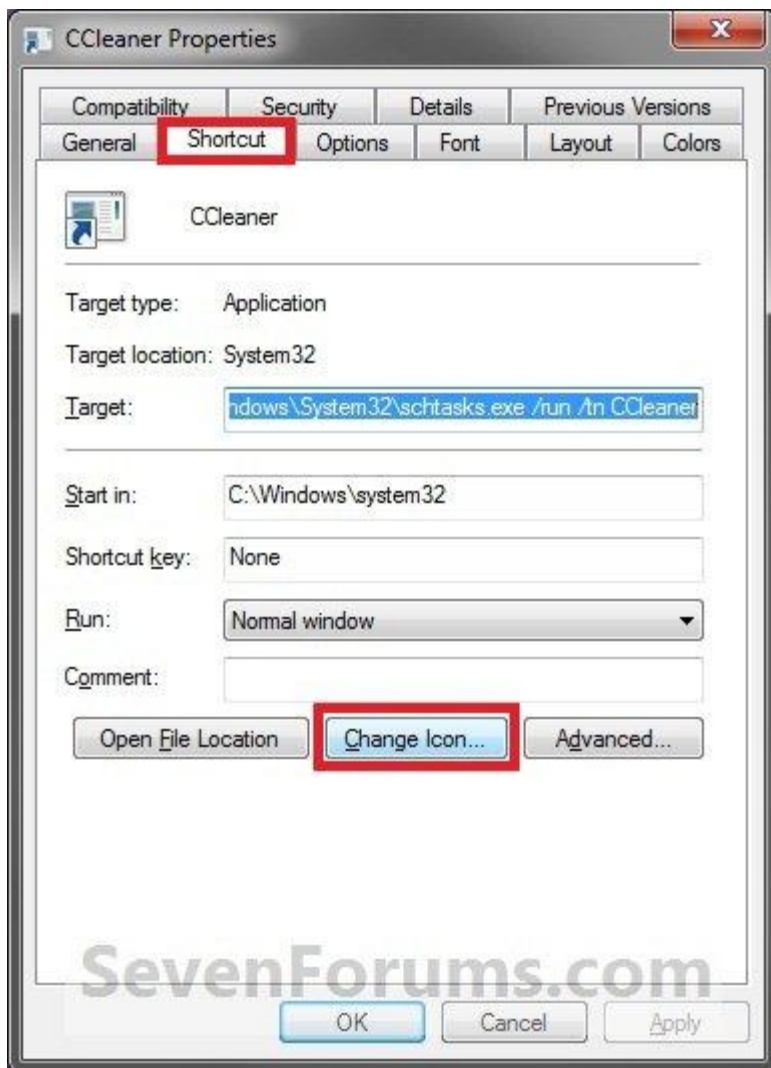 CCleaner Properties
Compatibility Security Details Previous Versions
General Shortcut Options Font Layout Colors
CCleaner
Target type: Application
Target location: System32
Target: ndows\System32\schtasks.exe /run /tn CCleaner
Start in: C:\Windows\system32
Shortcut key: None
Run: Normal window
Comment:
Open File Location Change Icon... Advanced...
SevenForums.com
OK Cancel Apply